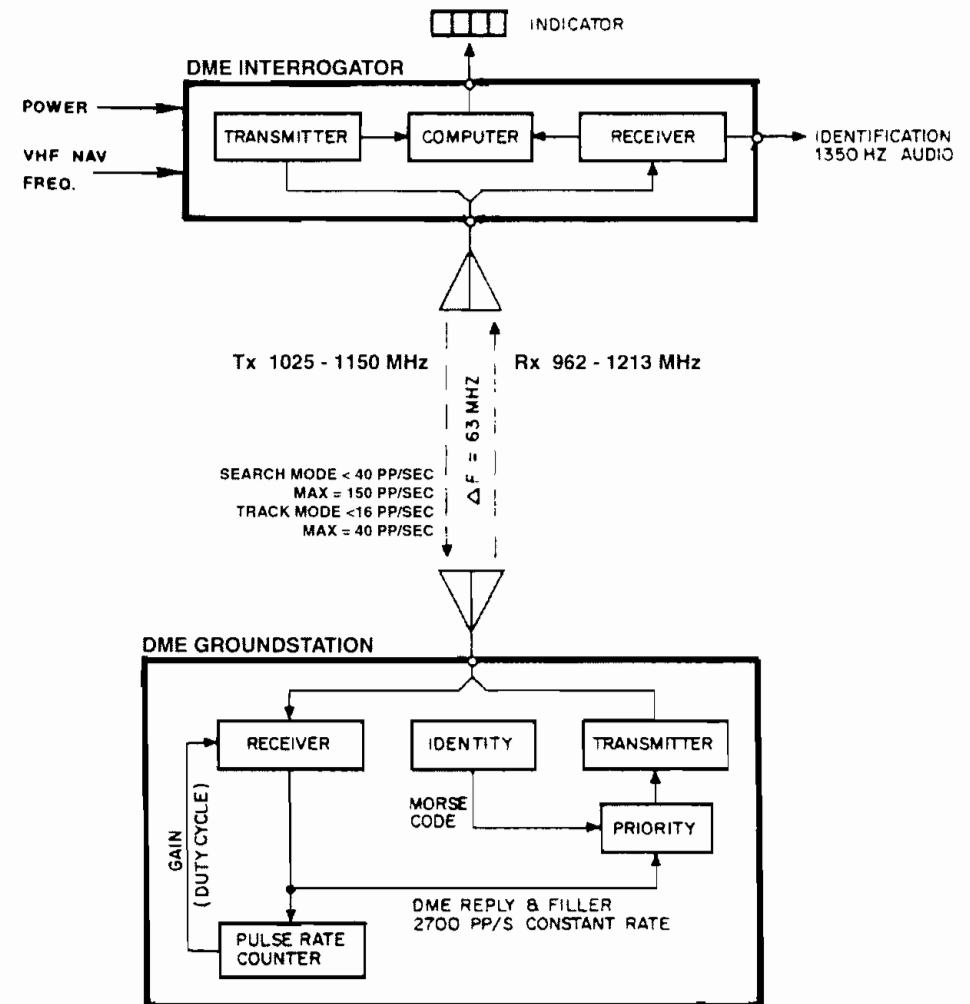 INDICATOR
DME INTERROGATOR
POWER
VHF NAV
FREQ.
TRANSMITTER
COMPUTER
RECEIVER
IDENTIFICATION
1350 HZ AUDIO
Tx 1025 - 1150 MHz
Rx 962 - 1213 MHz
ΔF = 63 MHZ
SEARCH MODE < 40 PP/SEC
MAX = 150 PP/SEC
TRACK MODE <16 PP/SEC
MAX = 40 PP/SEC
DME GROUNDSTATION
RECEIVER
IDENTITY
TRANSMITTER
MORSE
CODE
PRIORITY
GAIN
(DUTY CYCLE)
DME REPLY & FILLER
2700 PP/S CONSTANT RATE
PULSE RATE
COUNTER